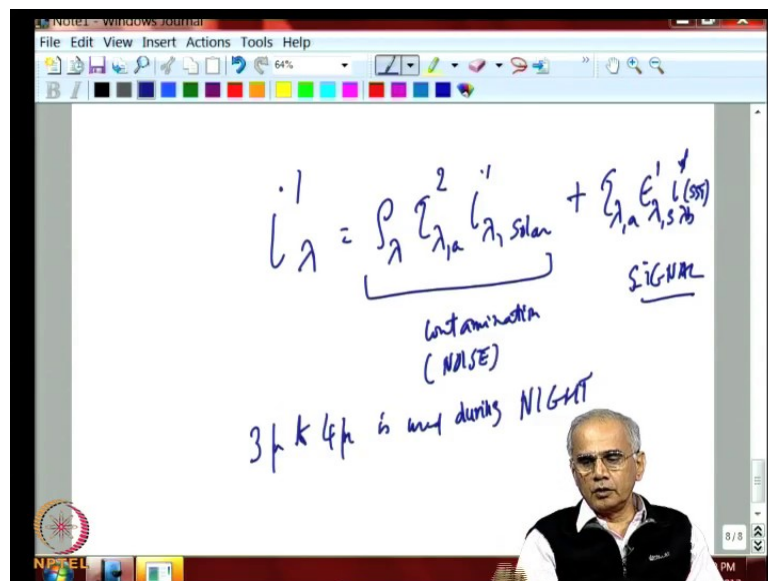 Note1 - Windows Journal
File Edit View Insert Actions Tools Help
64%
B I
i'λ = ρλ τ²λ,a i'λ, solar + τλ,a ϵ'λ,s i'λb (SST)
SIGNAL
Contamination
(NOISE)
3μ & 4μ is used during NIGHT
8/8
NPTEL
PM